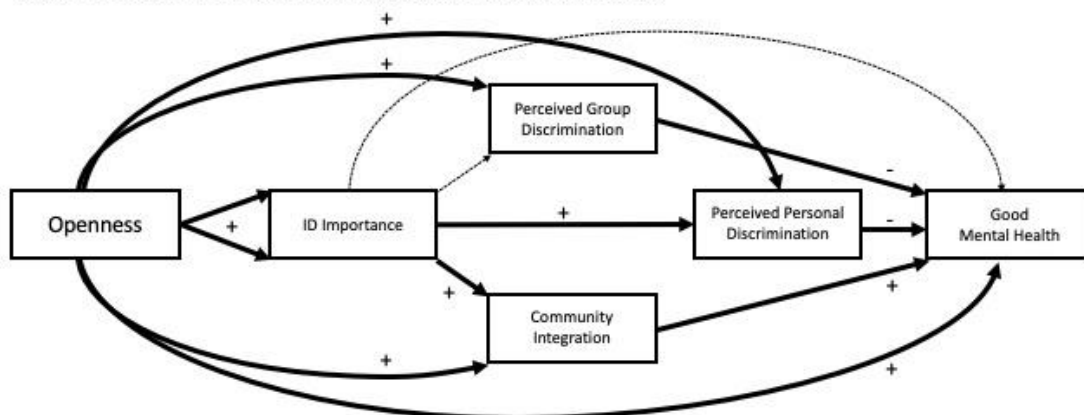 +
+
Perceived Group
Discrimination
-
Openness
+
ID Importance
+
Perceived Personal
Discrimination
-
Good
Mental Health
+
+
Community
Integration
+
+